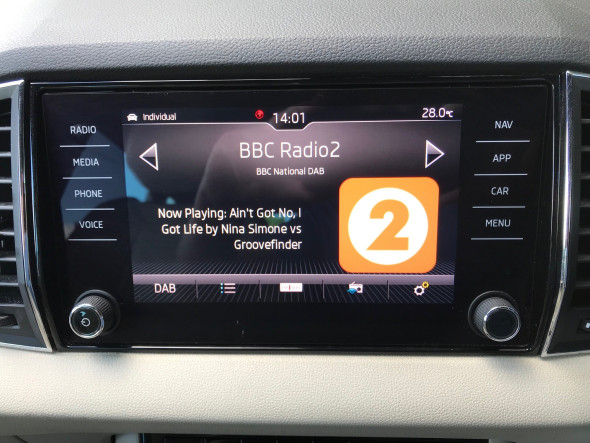 Individual 14:01 28.0°C
RADIO
MEDIA
PHONE
VOICE
BBC Radio2
BBC National DAB
Now Playing: Ain't Got No, I
Got Life by Nina Simone vs
Groovefinder
2
DAB
NAV
APP
CAR
MENU